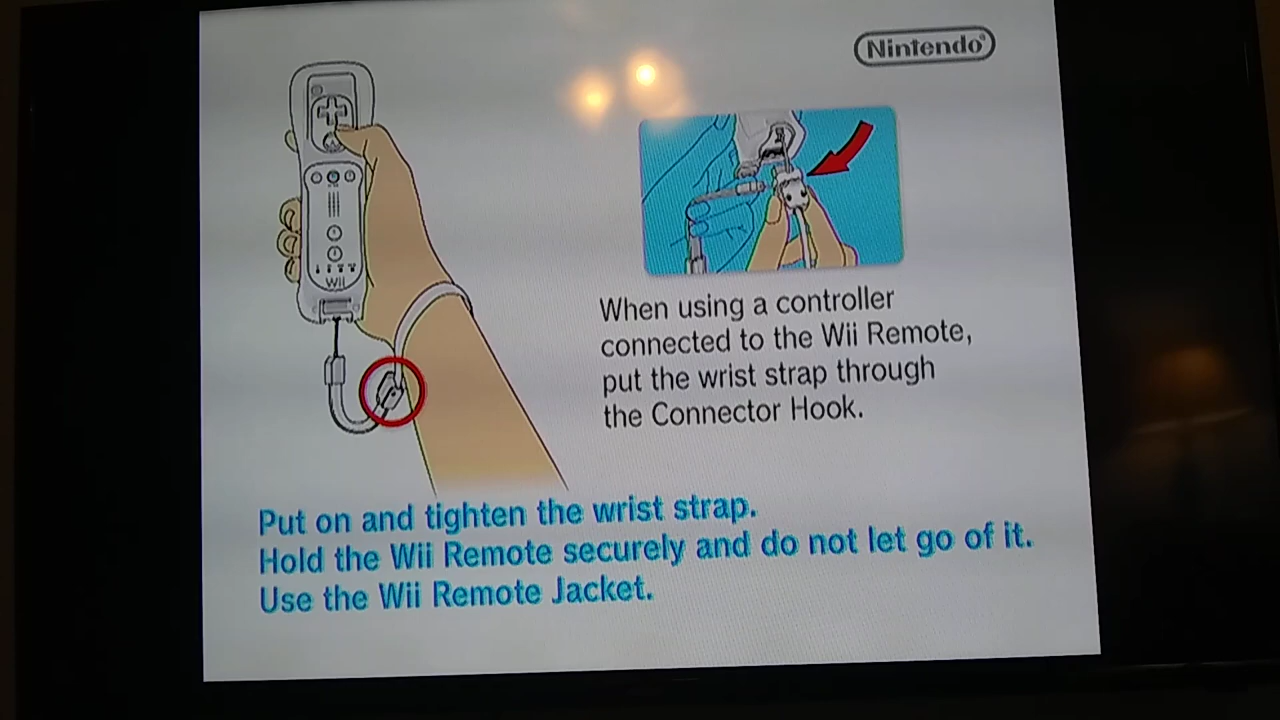 Nintendo
Wii
When using a controller
connected to the Wii Remote,
put the wrist strap through
the Connector Hook.
Put on and tighten the wrist strap.
Hold the Wii Remote securely and do not let go of it.
Use the Wii Remote Jacket.